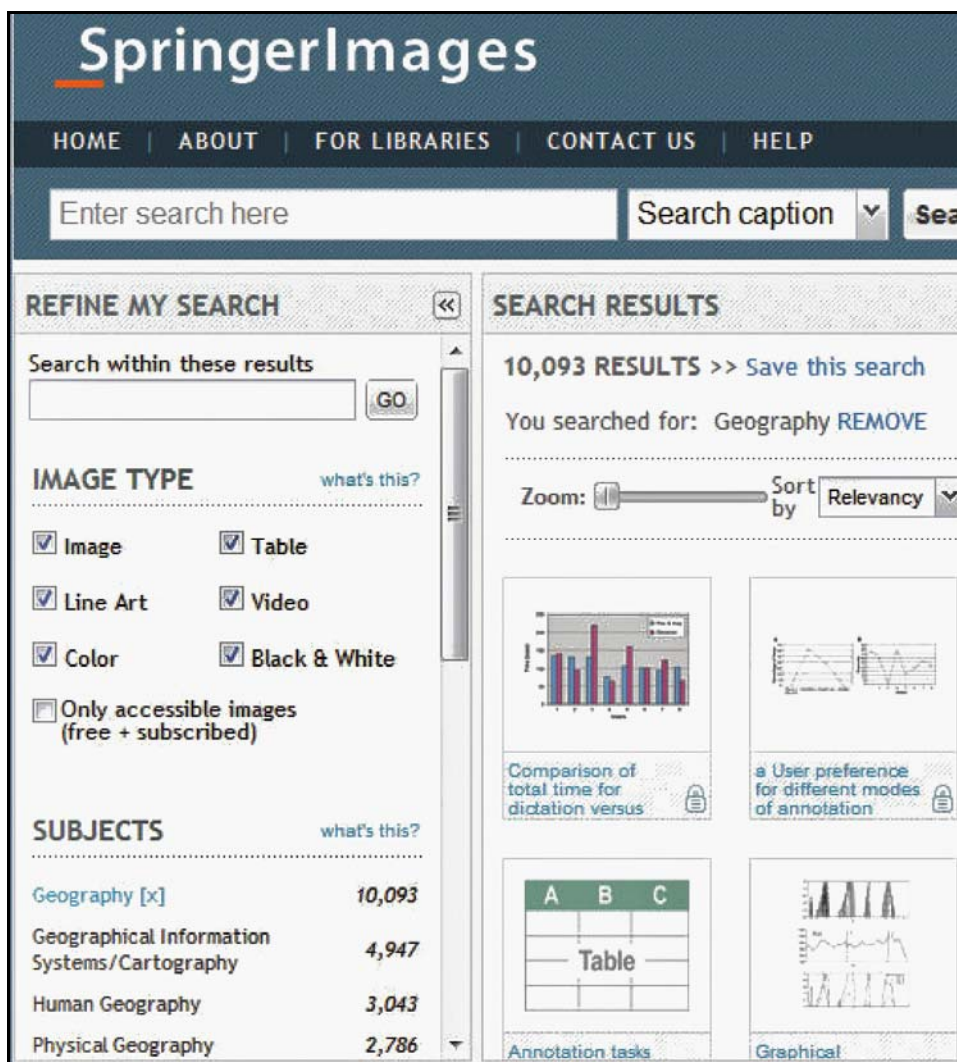 SpringerImages
HOME | ABOUT | FOR LIBRARIES | CONTACT US | HELP
Enter search here
Search caption
REFINE MY SEARCH
Search within these results
GO
IMAGE TYPE
what's this?
Image
Table
Line Art
Video
Color
Black & White
Only accessible images
(free + subscribed)
SUBJECTS
what's this?
Geography [x] 10,093
Geographical Information
Systems/Cartography 4,947
Human Geography 3,043
Physical Geography 2,786
SEARCH RESULTS
10,093 RESULTS >> Save this search
You searched for: Geography REMOVE
Zoom:
Sort
by
Relevancy
Comparison of
total time for
dictation versus
a User preference
for different modes
of annotation
A B C
Table
Annotation tasks
Graphical